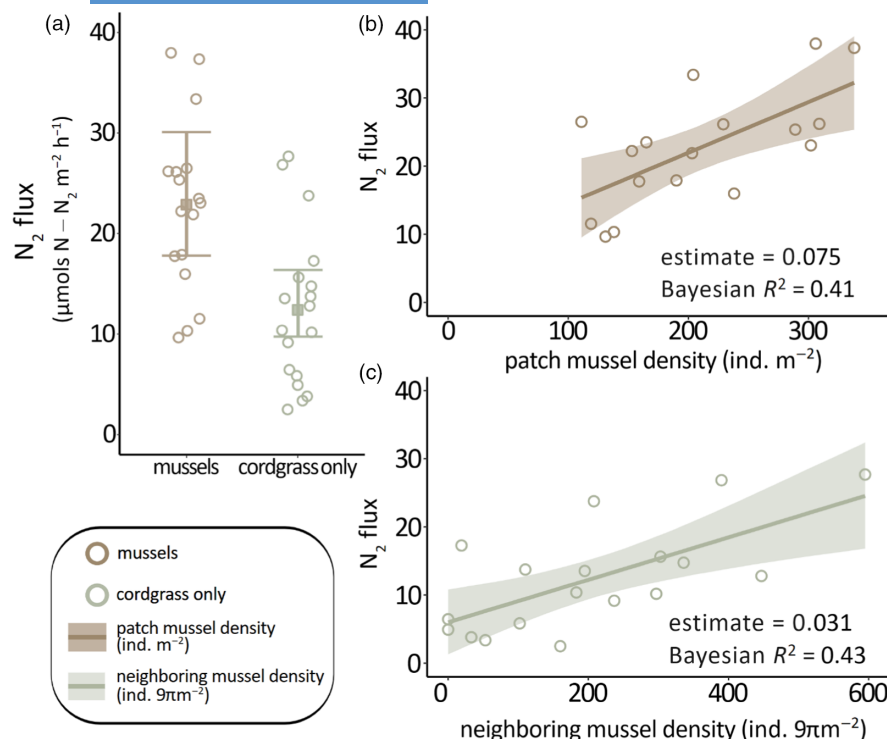 (a)
N₂ flux
(μmols N – N₂ m⁻² h⁻¹)
40
30
20
10
0
mussels
cordgrass only
(b)
N₂ flux
40
30
20
10
0
estimate = 0.075
Bayesian R² = 0.41
0
100
200
300
patch mussel density (ind. m⁻²)
(c)
N₂ flux
40
30
20
10
0
estimate = 0.031
Bayesian R² = 0.43
0
200
400
600
neighboring mussel density (ind. 9πm⁻²)
mussels
cordgrass only
patch mussel density
(ind. m⁻²)
neighboring mussel density
(ind. 9πm⁻²)